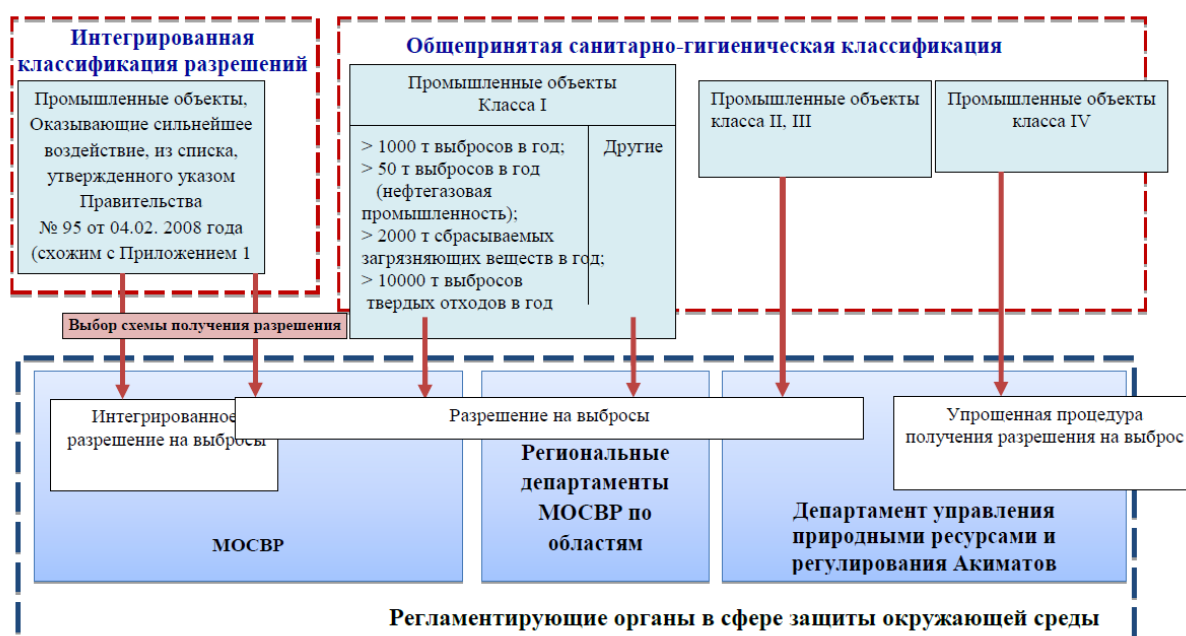 Интегрированная
классификация разрешений
Промышленные объекты,
Оказывающие сильнейшее
воздействие, из списка,
утвержденного указом
Правительства
№ 95 от 04.02. 2008 года
(схожим с Приложением 1
Общепринятая санитарно-гигиеническая классификация
Промышленные объекты
Класса I
> 1000 т выбросов в год;
> 50 т выбросов в год
(нефтегазовая
промышленность);
> 2000 т сбрасываемых
загрязняющих веществ в год;
> 10000 т выбросов
твердых отходов в год
Другие
Промышленные объекты
класса II, III
Промышленные объекты
класса IV
Выбор схемы получения разрешения
Интегрированное
разрешение на выбросы
Разрешение на выбросы
Упрощенная процедура
получения разрешения на выброс
МОСВР
Региональные
департаменты
МОСВР по
областям
Департамент управления
природными ресурсами и
регулирования Акиматов
Регламентирующие органы в сфере защиты окружающей среды